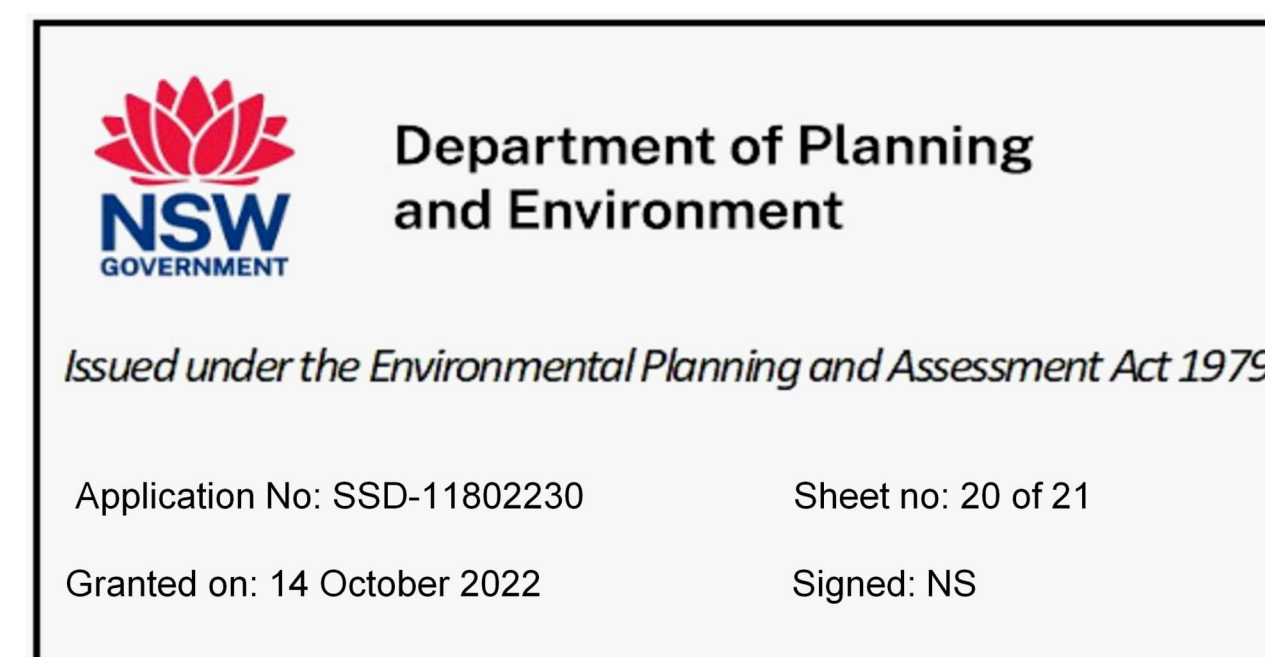 NSW
GOVERNMENT
Department of Planning
and Environment
Issued under the Environmental Planning and Assessment Act 1979
Application No: SSD-11802230 Sheet no: 20 of 21
Granted on: 14 October 2022 Signed: NS